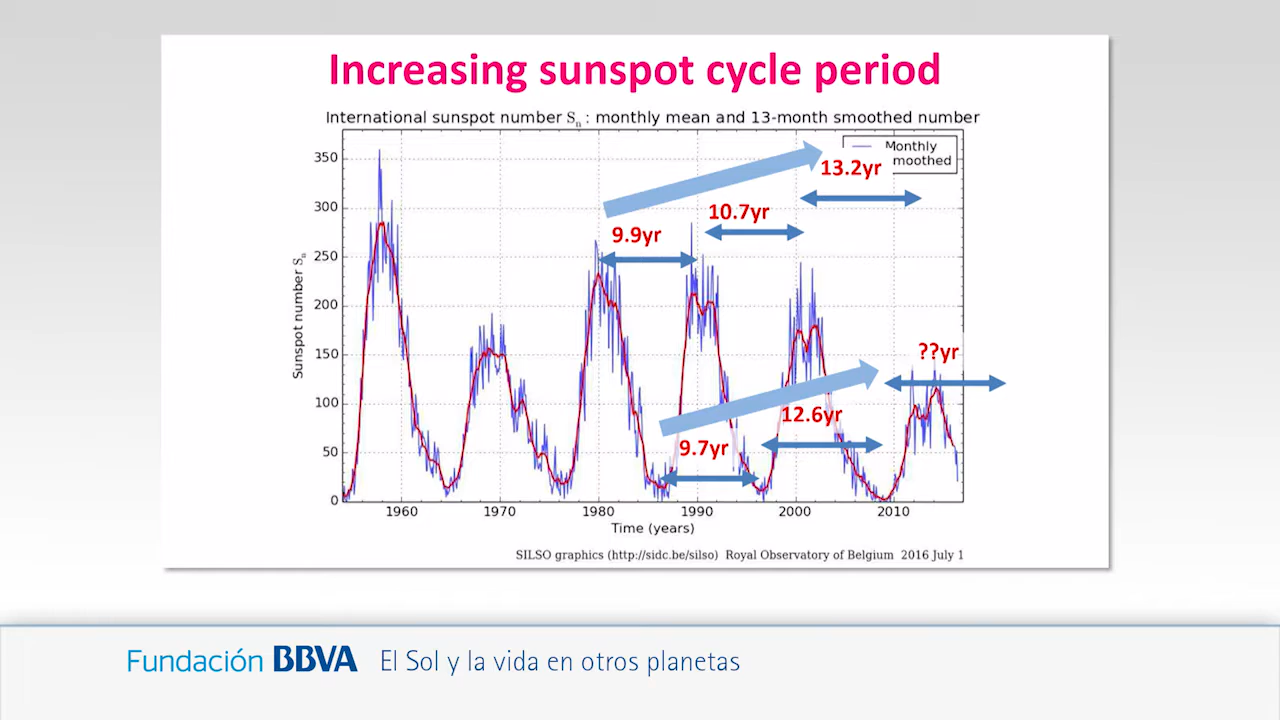 Increasing sunspot cycle period
International sunspot number Sn : monthly mean and 13-month smoothed number
Monthly
moothed
350
300
250
200
150
100
50
0
Sunspot number Sn
13.2yr
10.7yr
9.9yr
??yr
12.6yr
9.7yr
1960 1970 1980 1990 2000 2010
Time (years)
SILSO graphics (http://sidc.be/silso) Royal Observatory of Belgium 2016 July 1
Fundación BBVA El Sol y la vida en otros planetas